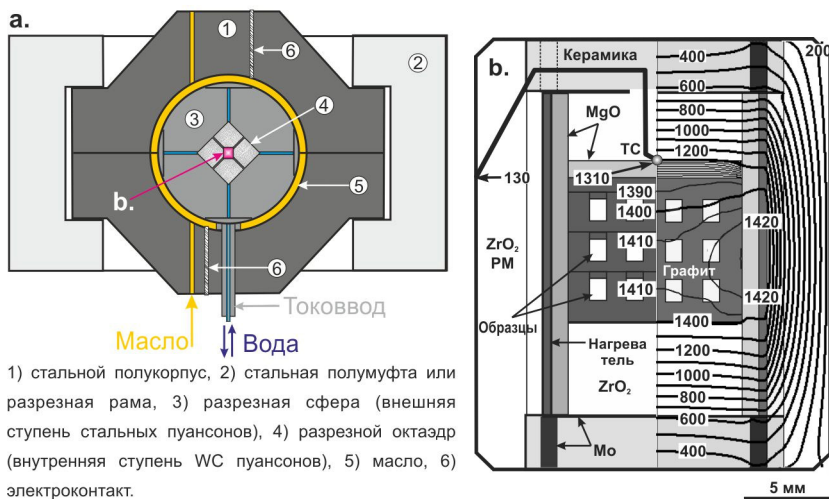 a.
1
6
2
3
4
b.
5
6
Токоввод
Масло
Вода
1) стальной полукорпус, 2) стальная полумуфта или
разрезная рама, 3) разрезная сфера (внешняя
ступень стальных пуансонов), 4) разрезной октаэдр
(внутренняя ступень WC пуансонов), 5) масло, 6)
электроконтакт.
b.
Керамика
400
200
600
MgO
800
1000
TC
1200
130
1310
1390
1400
1420
ZrO₂
PM
1410
Графит
1410
1420
Образцы
1400
Нагрева
тель
1200
ZrO₂
1000
800
600
Mo
400
5 мм